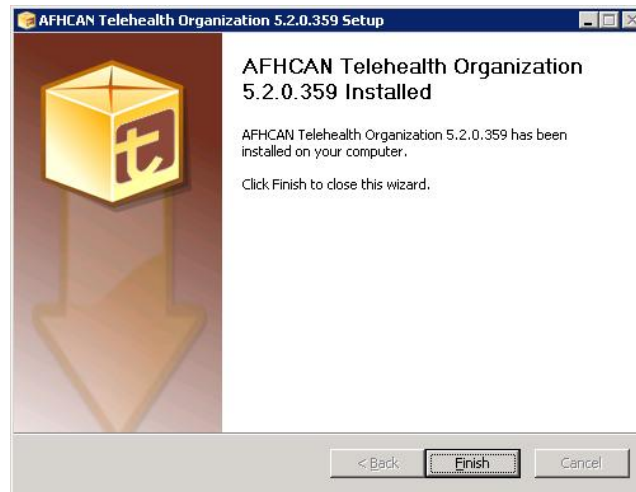 AFHCAN Telehealth Organization 5.2.0.359 Setup
AFHCAN Telehealth Organization
5.2.0.359 Installed
AFHCAN Telehealth Organization 5.2.0.359 has been
installed on your computer.
Click Finish to close this wizard.
t
< Back Finish Cancel